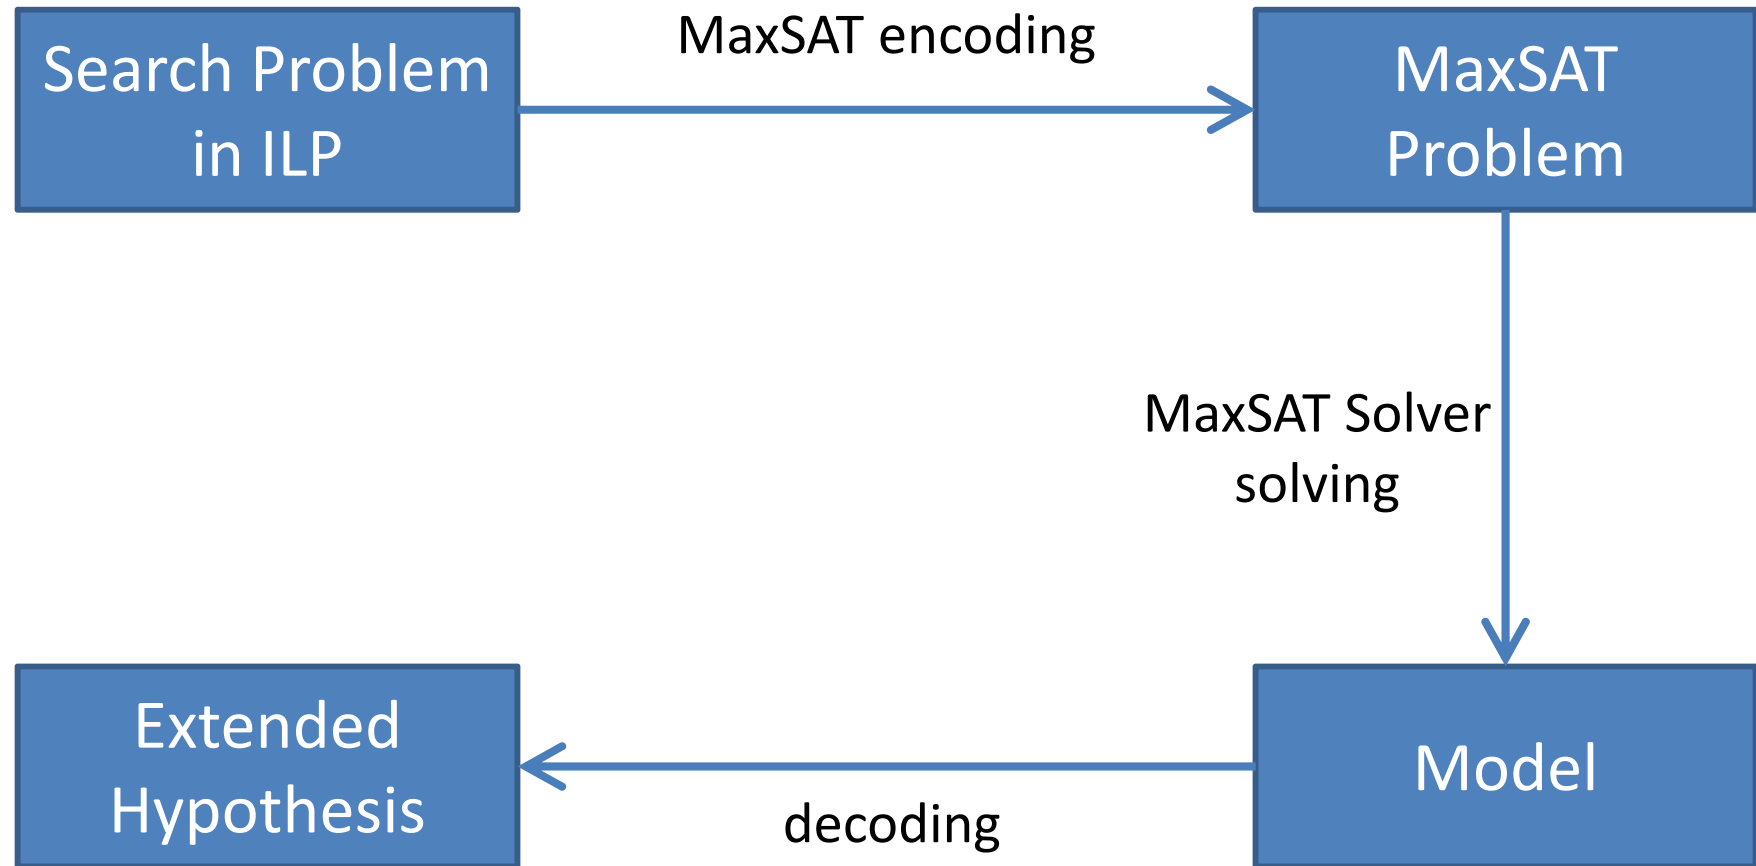 Search Problem
in ILP
MaxSAT encoding
MaxSAT
Problem
MaxSAT Solver
solving
Model
decoding
Extended
Hypothesis